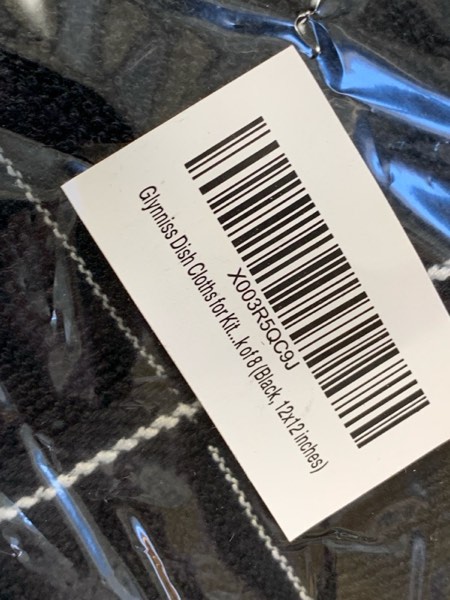 X003R5QC9J
Glynniss Dish Cloths for Kit...k of 8 (Black, 12x12 inches)